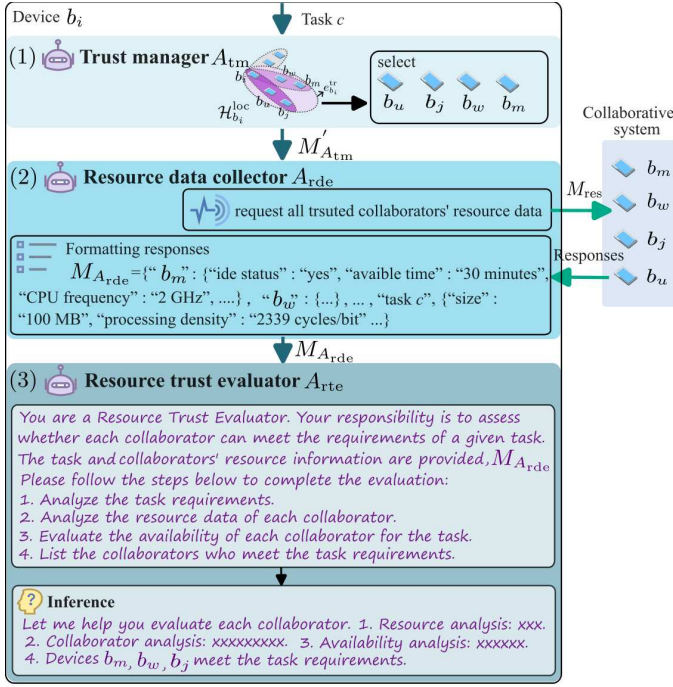 Device b_i
Task c
(1) Trust manager A_tm
b_i b_w b_m e_{b_i}^{tr}
b_u b_j
H_{b_i}^{loc}
select
b_u b_j b_w b_m
Collaborative
system
b_m
b_w
b_j
b_u
M'_{A_tm}
(2) Resource data collector A_rde
request all trsuted collaborators' resource data
M_res
Responses
Formatting responses
M_{A_rde}={“ b_m” : {“ide status” : “yes”, “avaible time” : “30 minutes”,
“CPU frequency” : “2 GHz”, ....} , “b_w” : {...} , ... , “task c”, {“size” :
“100 MB”, “processing density” : “2339 cycles/bit” ...}
M_{A_rde}
(3) Resource trust evaluator A_rte
You are a Resource Trust Evaluator. Your responsibility is to assess
whether each collaborator can meet the requirements of a given task.
The task and collaborators' resource information are provided, M_{A_rde}
Please follow the steps below to complete the evaluation:
1. Analyze the task requirements.
2. Analyze the resource data of each collaborator.
3. Evaluate the availability of each collaborator for the task.
4. List the collaborators who meet the task requirements.
? Inference
Let me help you evaluate each collaborator. 1. Resource analysis: xxx.
2. Collaborator analysis: xxxxxxxxx. 3. Availability analysis: xxxxxx.
4. Devices b_m, b_w, b_j meet the task requirements.